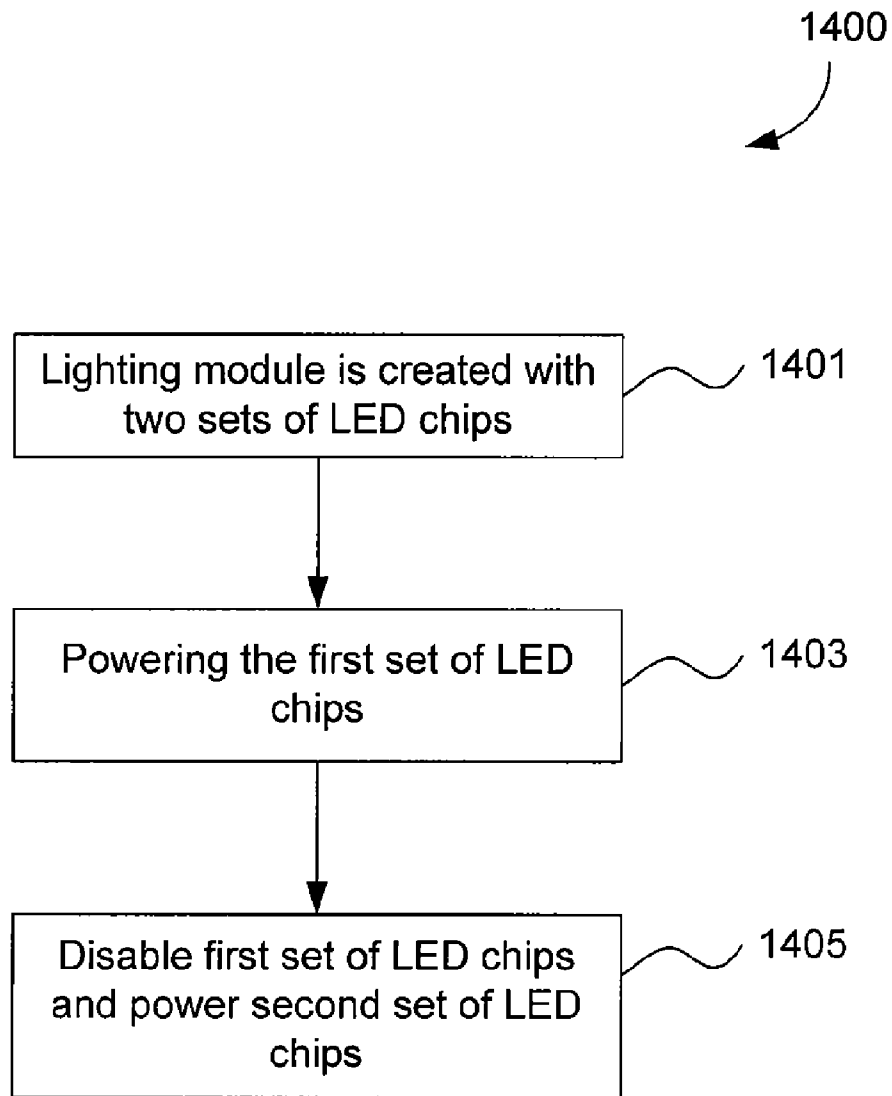 1400
Lighting module is created with
two sets of LED chips
1401
Powering the first set of LED
chips
1403
Disable first set of LED chips
and power second set of LED
chips
1405